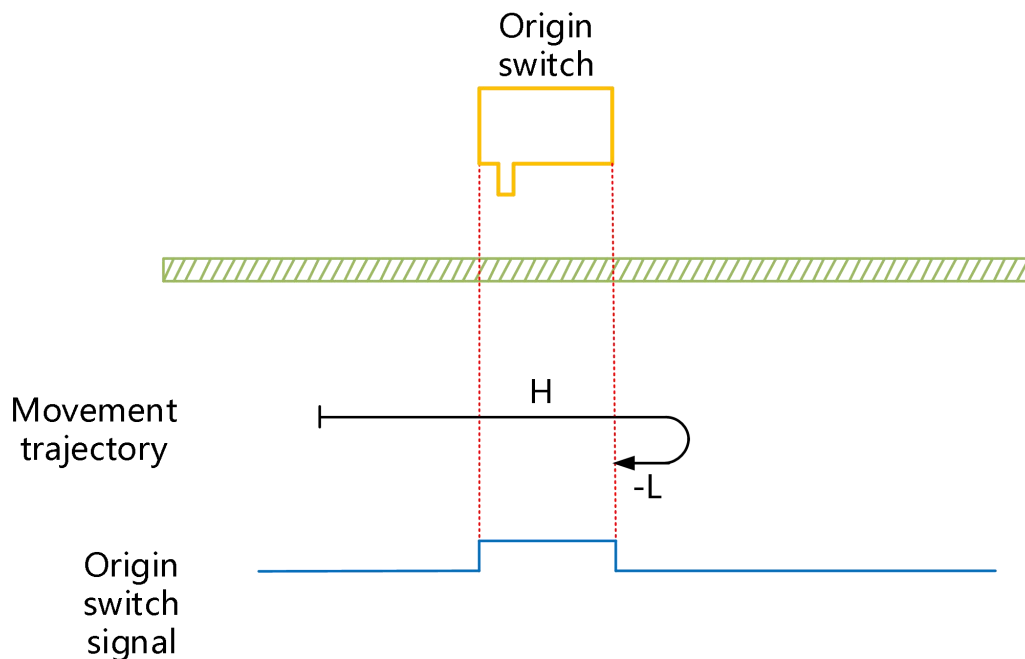 Origin
switch
H
Movement
trajectory
-L
Origin
switch
signal